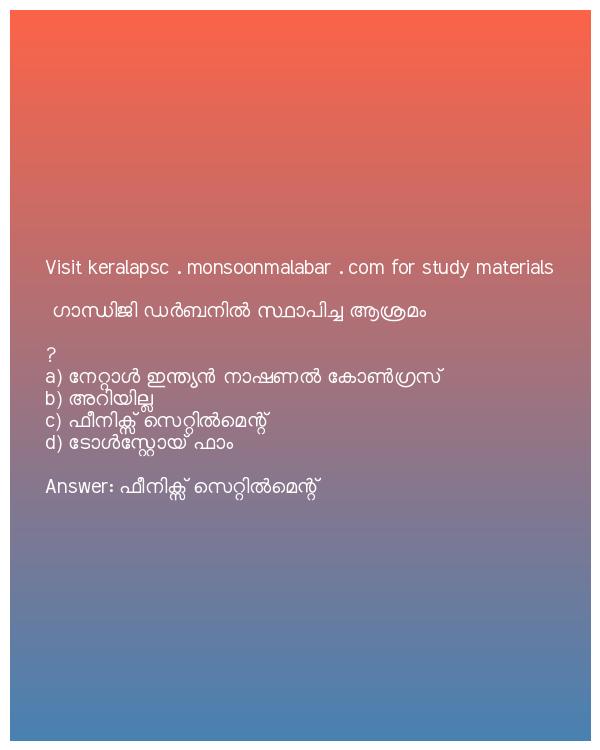 Visit keralapsc . monsoonmalabar . com for study materials
ഗാന്ധിജി ഡർബനിൽ സ്ഥാപിച്ച ആശ്രമം
?
a) നേറ്റാൾ ഇന്ത്യൻ നാഷണൽ കോൺഗ്രസ്
b) അറിയില്ല
c) ഫീനിക്സ് സെറ്റിൽമെന്റ്
d) ടോൾസ്റ്റോയ് ഫാം
Answer: ഫീനിക്സ് സെറ്റിൽമെന്റ്